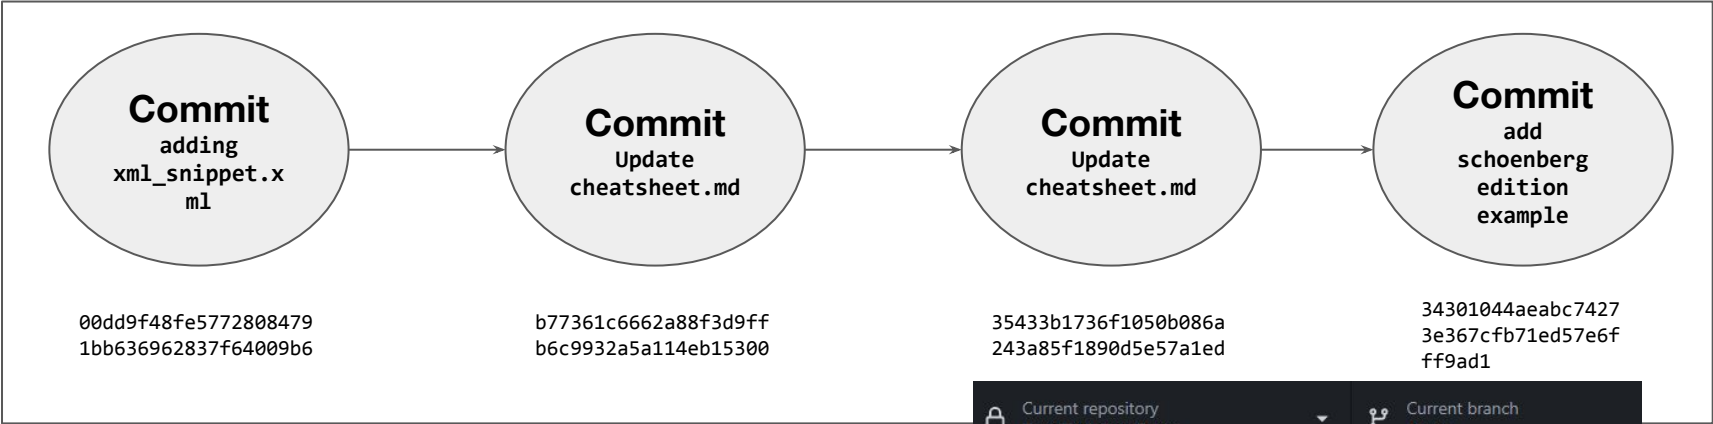 Commit
adding
xml_snippet.x
ml
Commit
Update
cheatsheet.md
Commit
Update
cheatsheet.md
Commit
add
schoenberg
edition
example
00dd9f48fe5772808479
1bb636962837f64009b6
b77361c6662a88f3d9ff
b6c9932a5a114eb15300
35433b1736f1050b086a
243a85f1890d5e57a1ed
34301044aeabc7427
3e367cfb71ed57e6f
ff9ad1
Current repository
Current branch